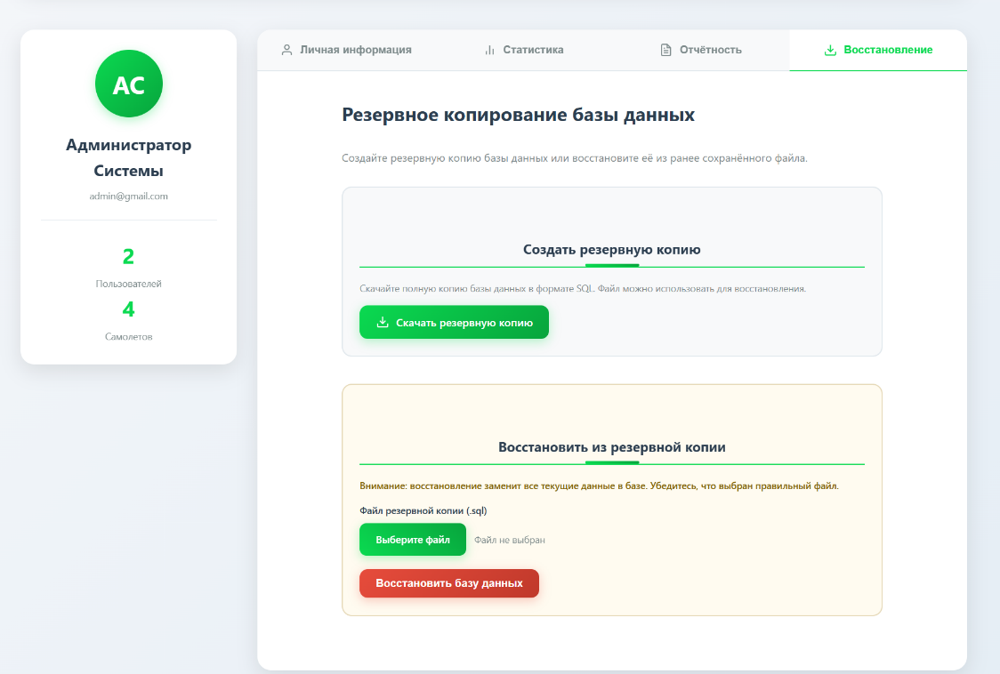 АС
Администратор
Системы
admin@gmail.com
2
Пользователей
4
Самолетов
Личная информация
Статистика
Отчётность
Восстановление
Резервное копирование базы данных
Создайте резервную копию базы данных или восстановите её из ранее сохранённого файла.
Создать резервную копию
Скачайте полную копию базы данных в формате SQL. Файл можно использовать для восстановления.
Скачать резервную копию
Восстановить из резервной копии
Внимание: восстановление заменит все текущие данные в базе. Убедитесь, что выбран правильный файл.
Файл резервной копии (.sql)
Выберите файл
Файл не выбран
Восстановить базу данных